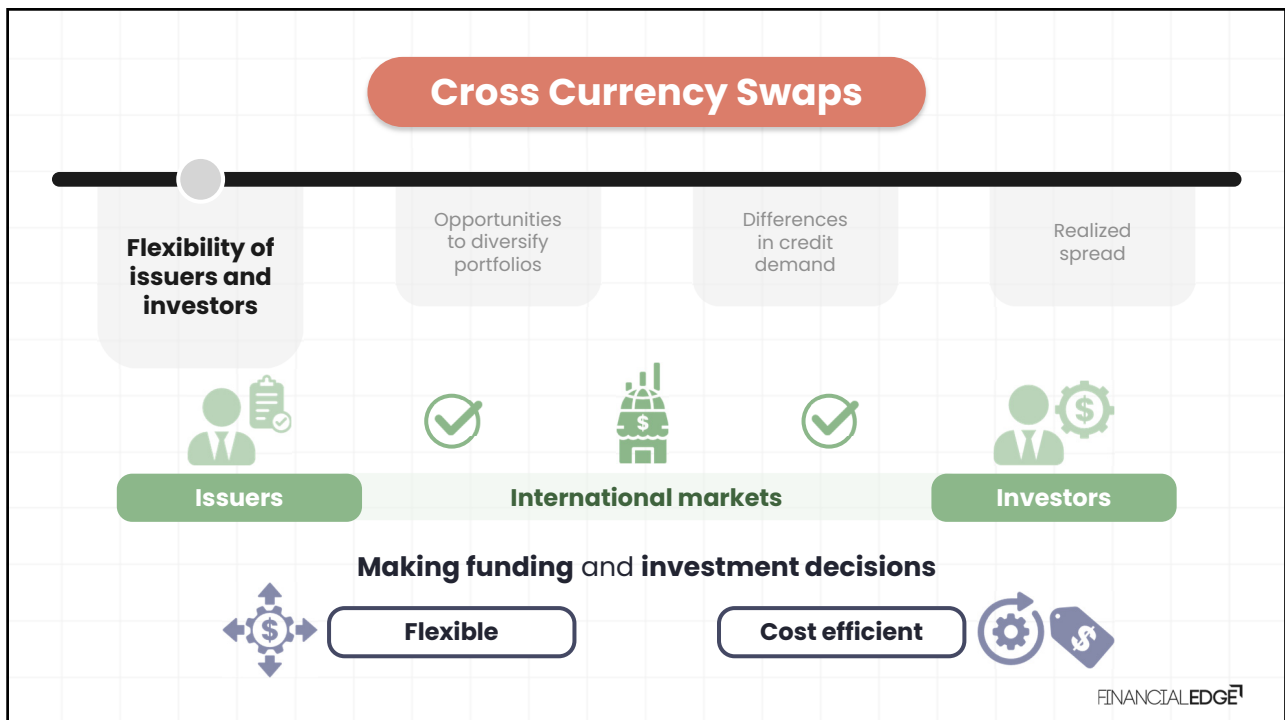 Cross Currency Swaps
Flexibility of
issuers and
investors
Opportunities
to diversify
portfolios
Differences
in credit
demand
Realized
spread
$
$
Issuers
International markets
Investors
Making funding and investment decisions
$
Flexible
Cost efficient
$
FINANCIALEDGE